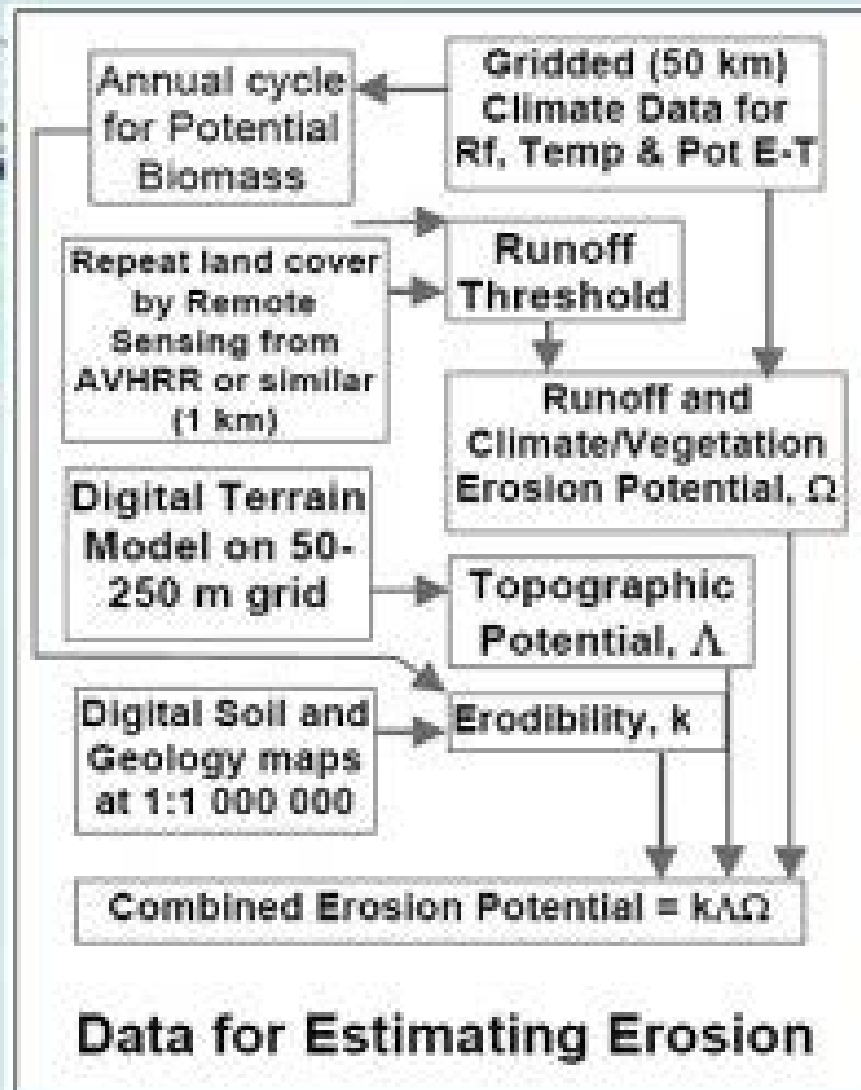 Annual cycle
for Potential
Biomass
Gridded (50 km)
Climate Data for
Rf, Temp & Pot E-T
Repeat land cover
by Remote
Sensing from
AVHRR or similar
(1 km)
Runoff
Threshold
Runoff and
Climate/Vegetation
Erosion Potential, Ω
Digital Terrain
Model on 50-
250 m grid
Topographic
Potential, Λ
Digital Soil and
Geology maps
at 1:1 000 000
Erodibility, k
Combined Erosion Potential = kΛΩ
Data for Estimating Erosion